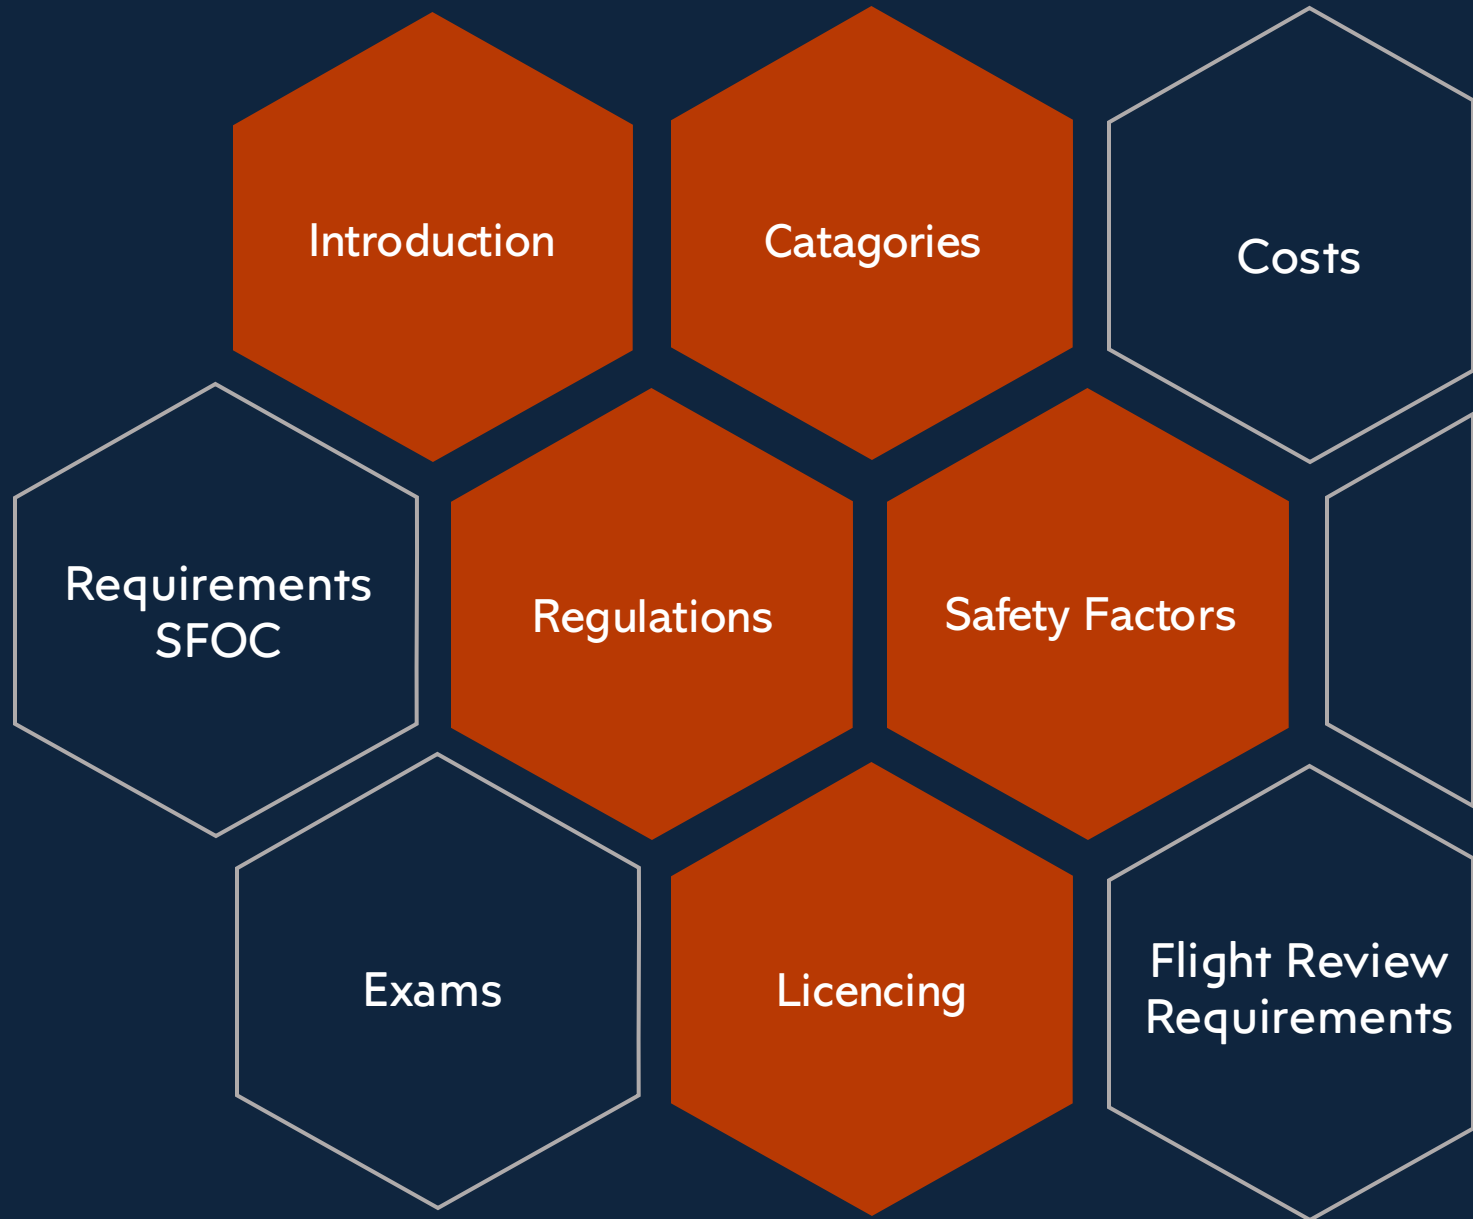 Introduction
Catagories
Costs
Requirements
SFOC
Regulations
Safety Factors
Exams
Licencing
Flight Review
Requirements